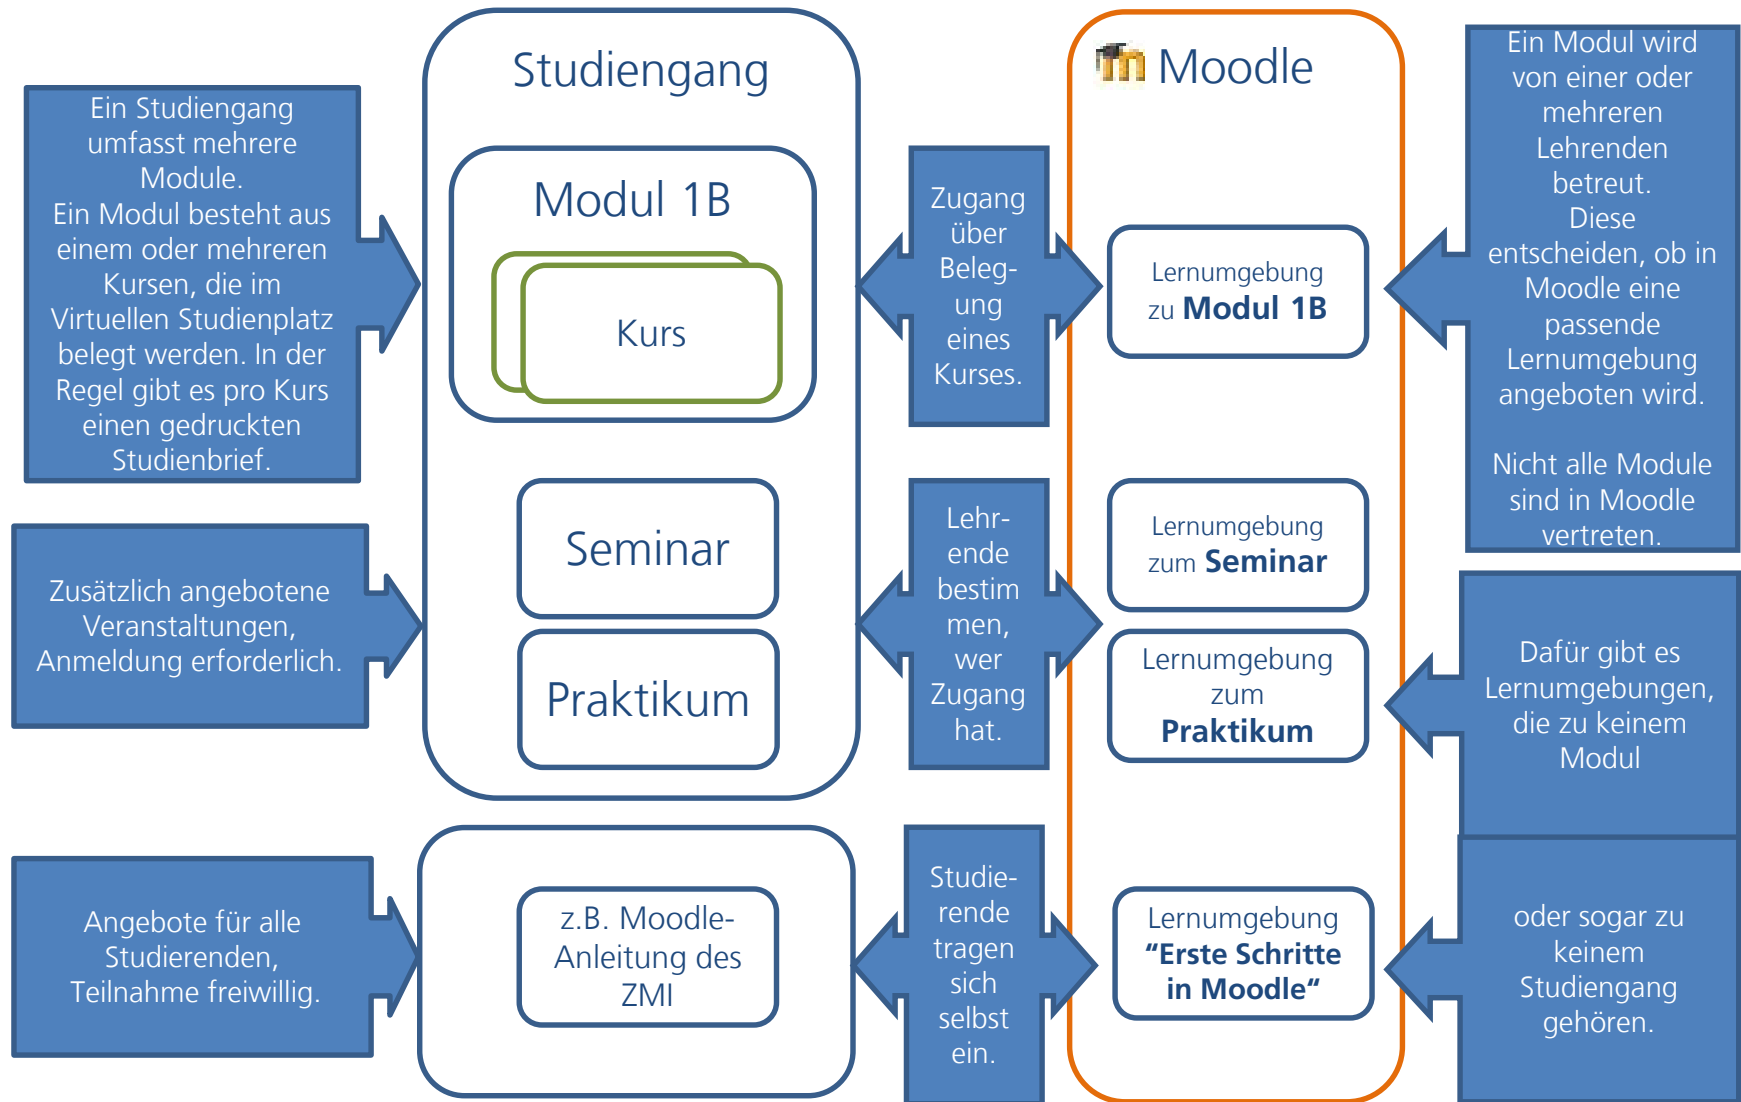 Studiengang
Moodle
Ein Studiengang
umfasst mehrere
Module.
Ein Modul besteht aus
einem oder mehreren
Kursen, die im
Virtuellen Studienplatz
belegt werden. In der
Regel gibt es pro Kurs
einen gedruckten
Studienbrief.
Modul 1B
Kurs
Zugang
über
Beleg-
ung
eines
Kurses.
Lernumgebung
zu Modul 1B
Ein Modul wird
von einer oder
mehreren
Lehrenden
betreut.
Diese
entscheiden, ob in
Moodle eine
passende
Lernumgebung
angeboten wird.
Nicht alle Module
sind in Moodle
vertreten.
Zusätzlich angebotene
Veranstaltungen,
Anmeldung erforderlich.
Seminar
Praktikum
Lehr-
ende
bestim
men,
wer
Zugang
hat.
Lernumgebung
zum Seminar
Lernumgebung
zum
Praktikum
Dafür gibt es
Lernumgebungen,
die zu keinem
Modul
Angebote für alle
Studierenden,
Teilnahme freiwillig.
z.B. Moodle-
Anleitung des
ZMI
Studie-
rende
tragen
sich
selbst
ein.
Lernumgebung
"Erste Schritte
in Moodle"
oder sogar zu
keinem
Studiengang
gehören.